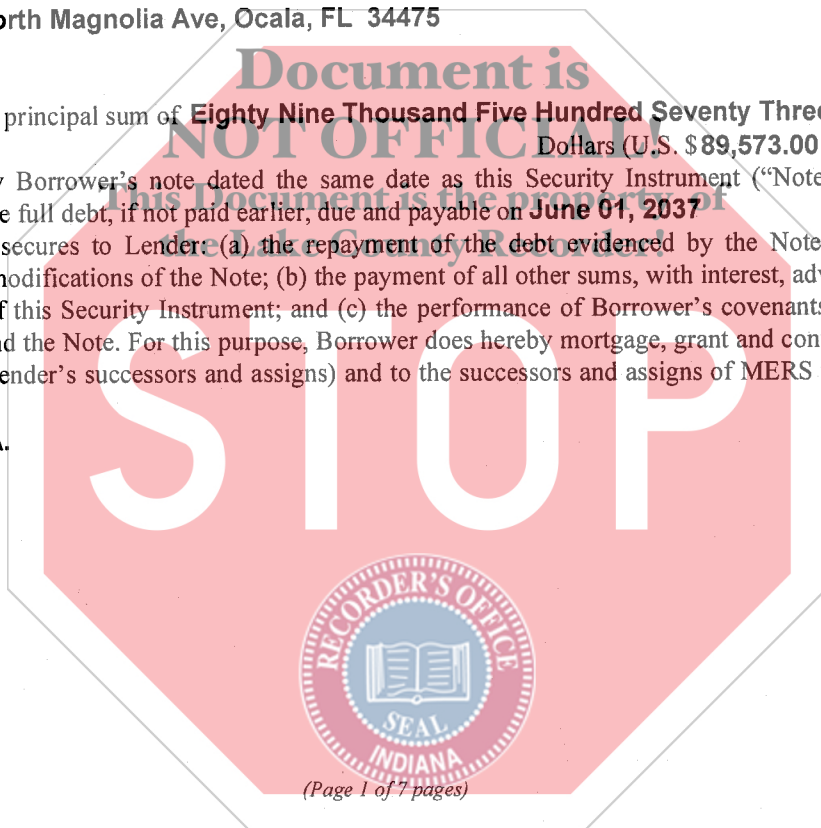 orth Magnolia Ave, Ocala, FL 34475
Document is
principal sum of Eighty Nine Thousand Five Hundred Seventy Three
NOT OFFICIAL!
Dollars (U.S. $89,573.00
Borrower's note dated the same date as this Security Instrument ("Note
This Document is the property of
e full debt, if not paid earlier, due and payable on June 01, 2037
the Lake County Recorder!
secures to Lender: (a) the repayment of the debt evidenced by the Note
nodifications of the Note; (b) the payment of all other sums, with interest, adv
f this Security Instrument; and (c) the performance of Borrower's covenants
d the Note. For this purpose, Borrower does hereby mortgage, grant and con
ender's successors and assigns) and to the successors and assigns of MERS
STOP
RECORDER'S OFFICE
SEAL
INDIANA
(Page 1 of 7 pages)